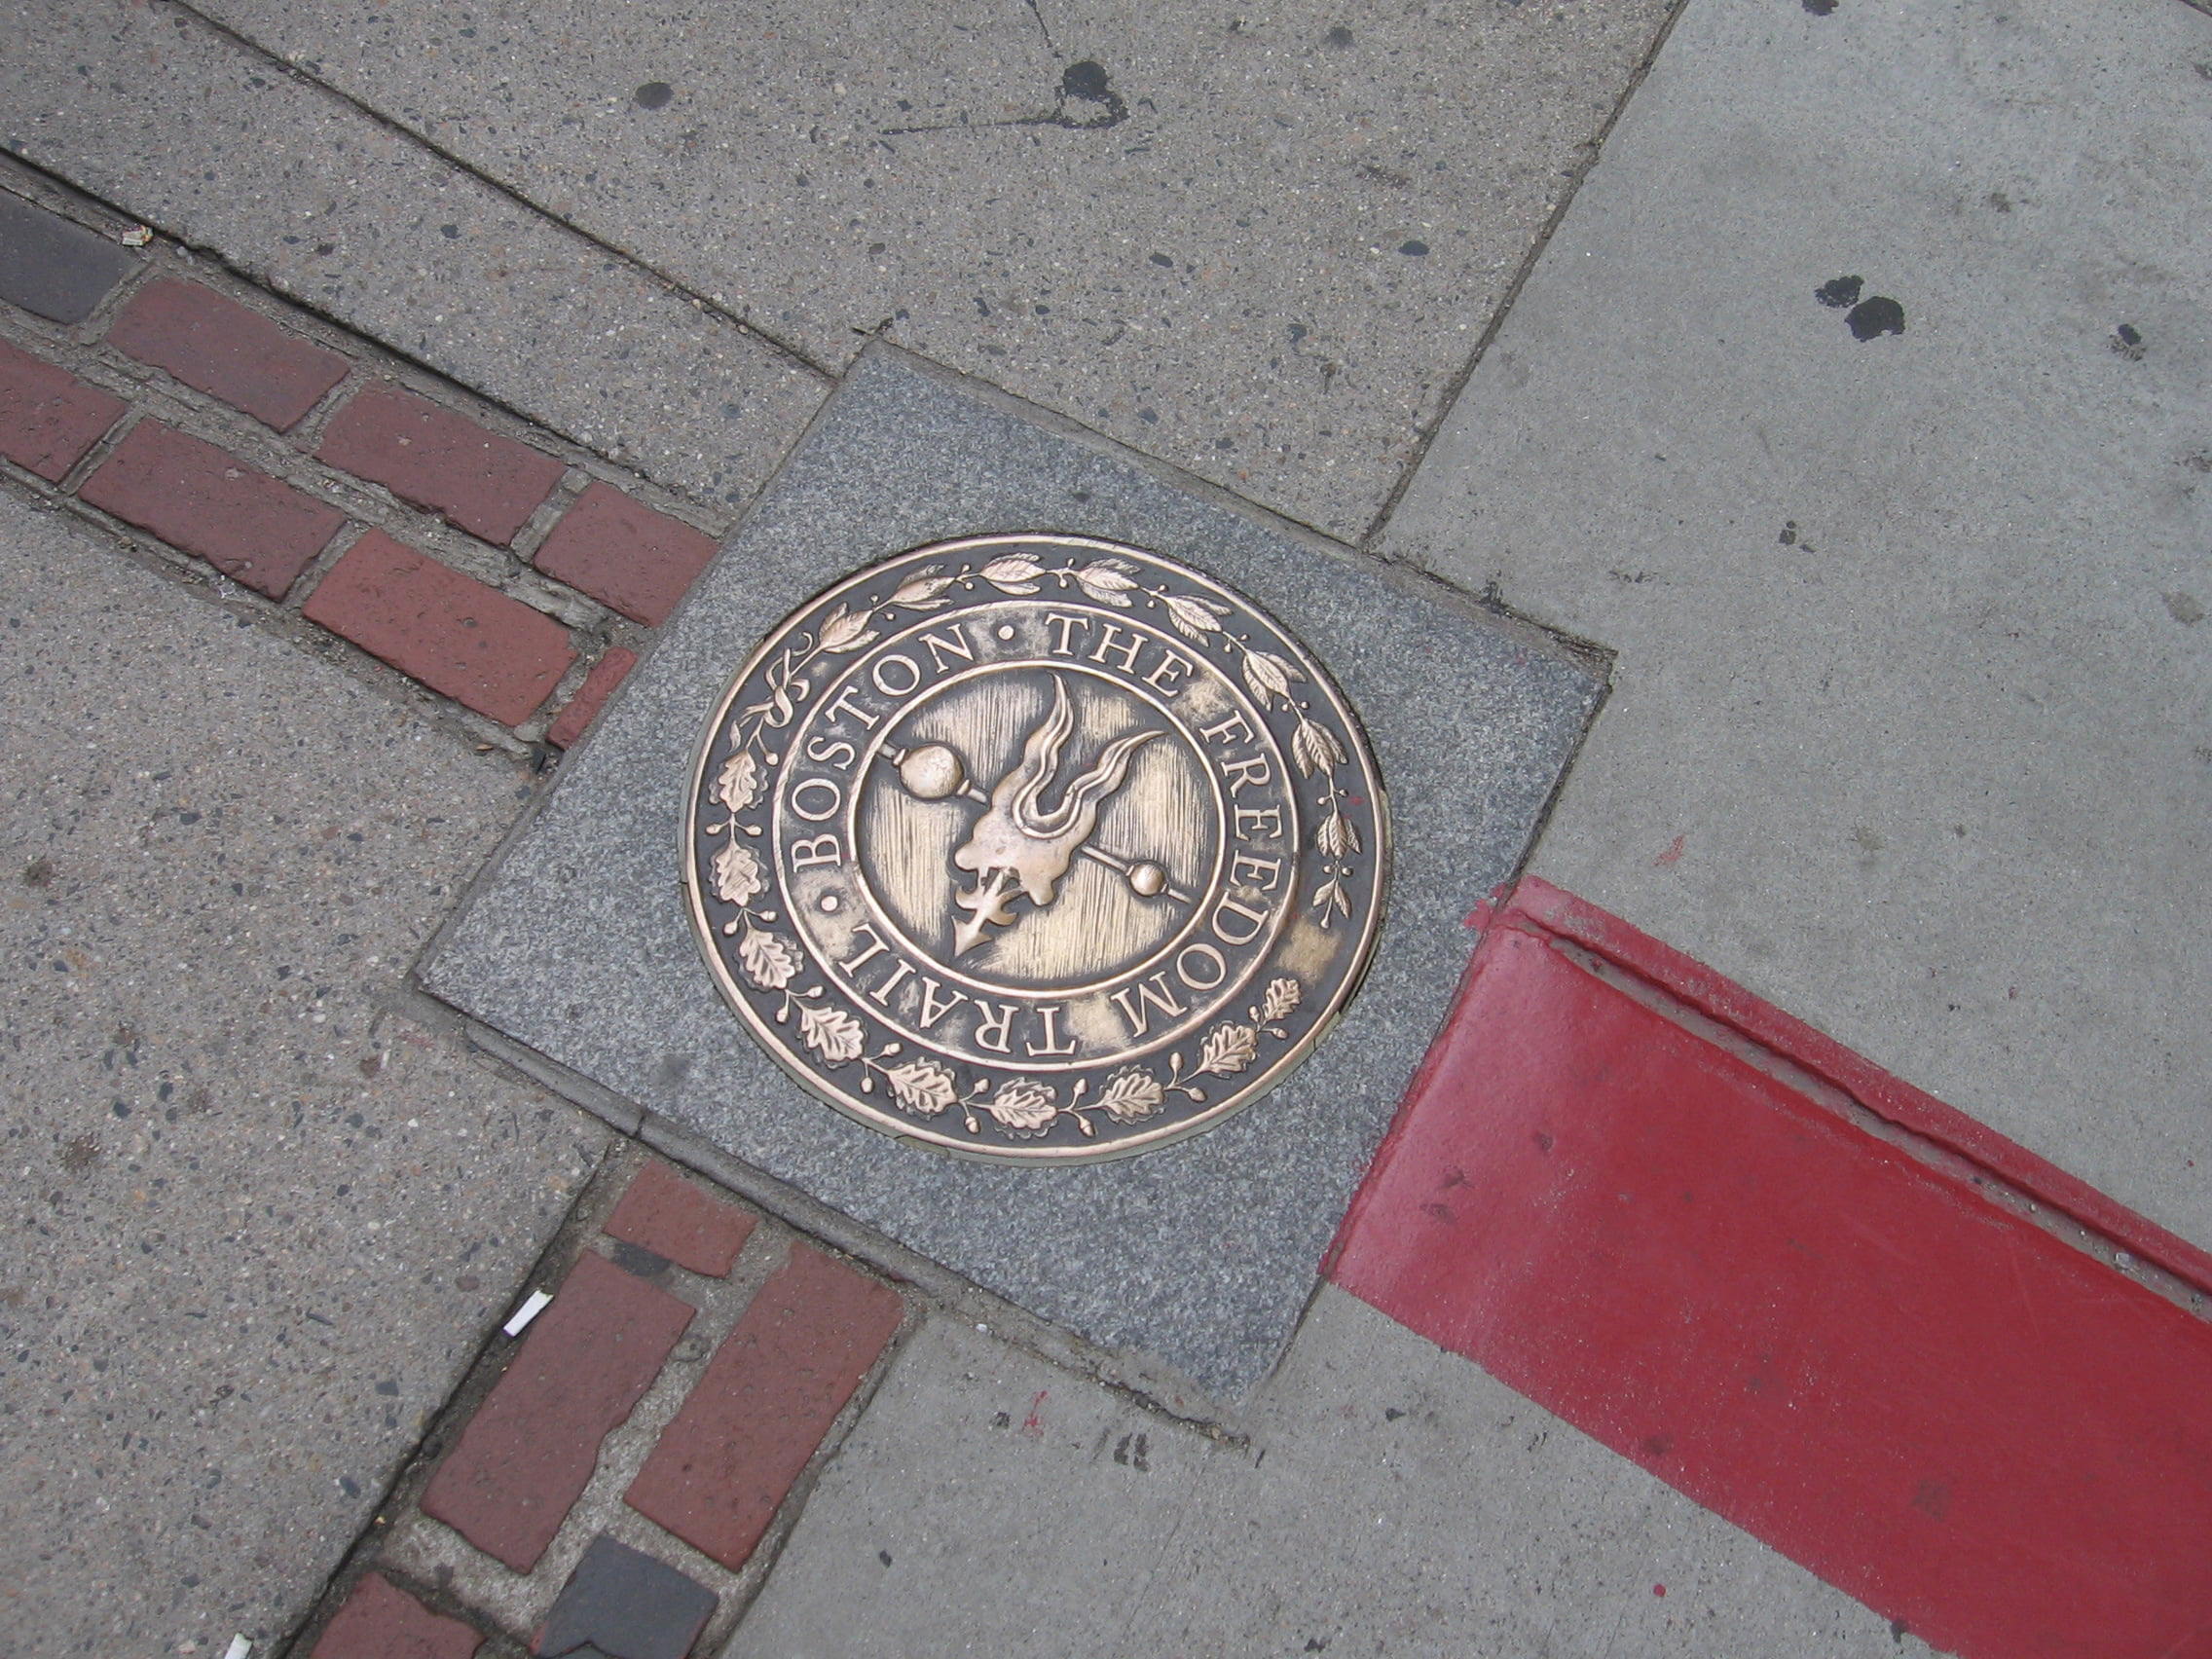 THE FREEDOM TRAIL · BOSTON ·